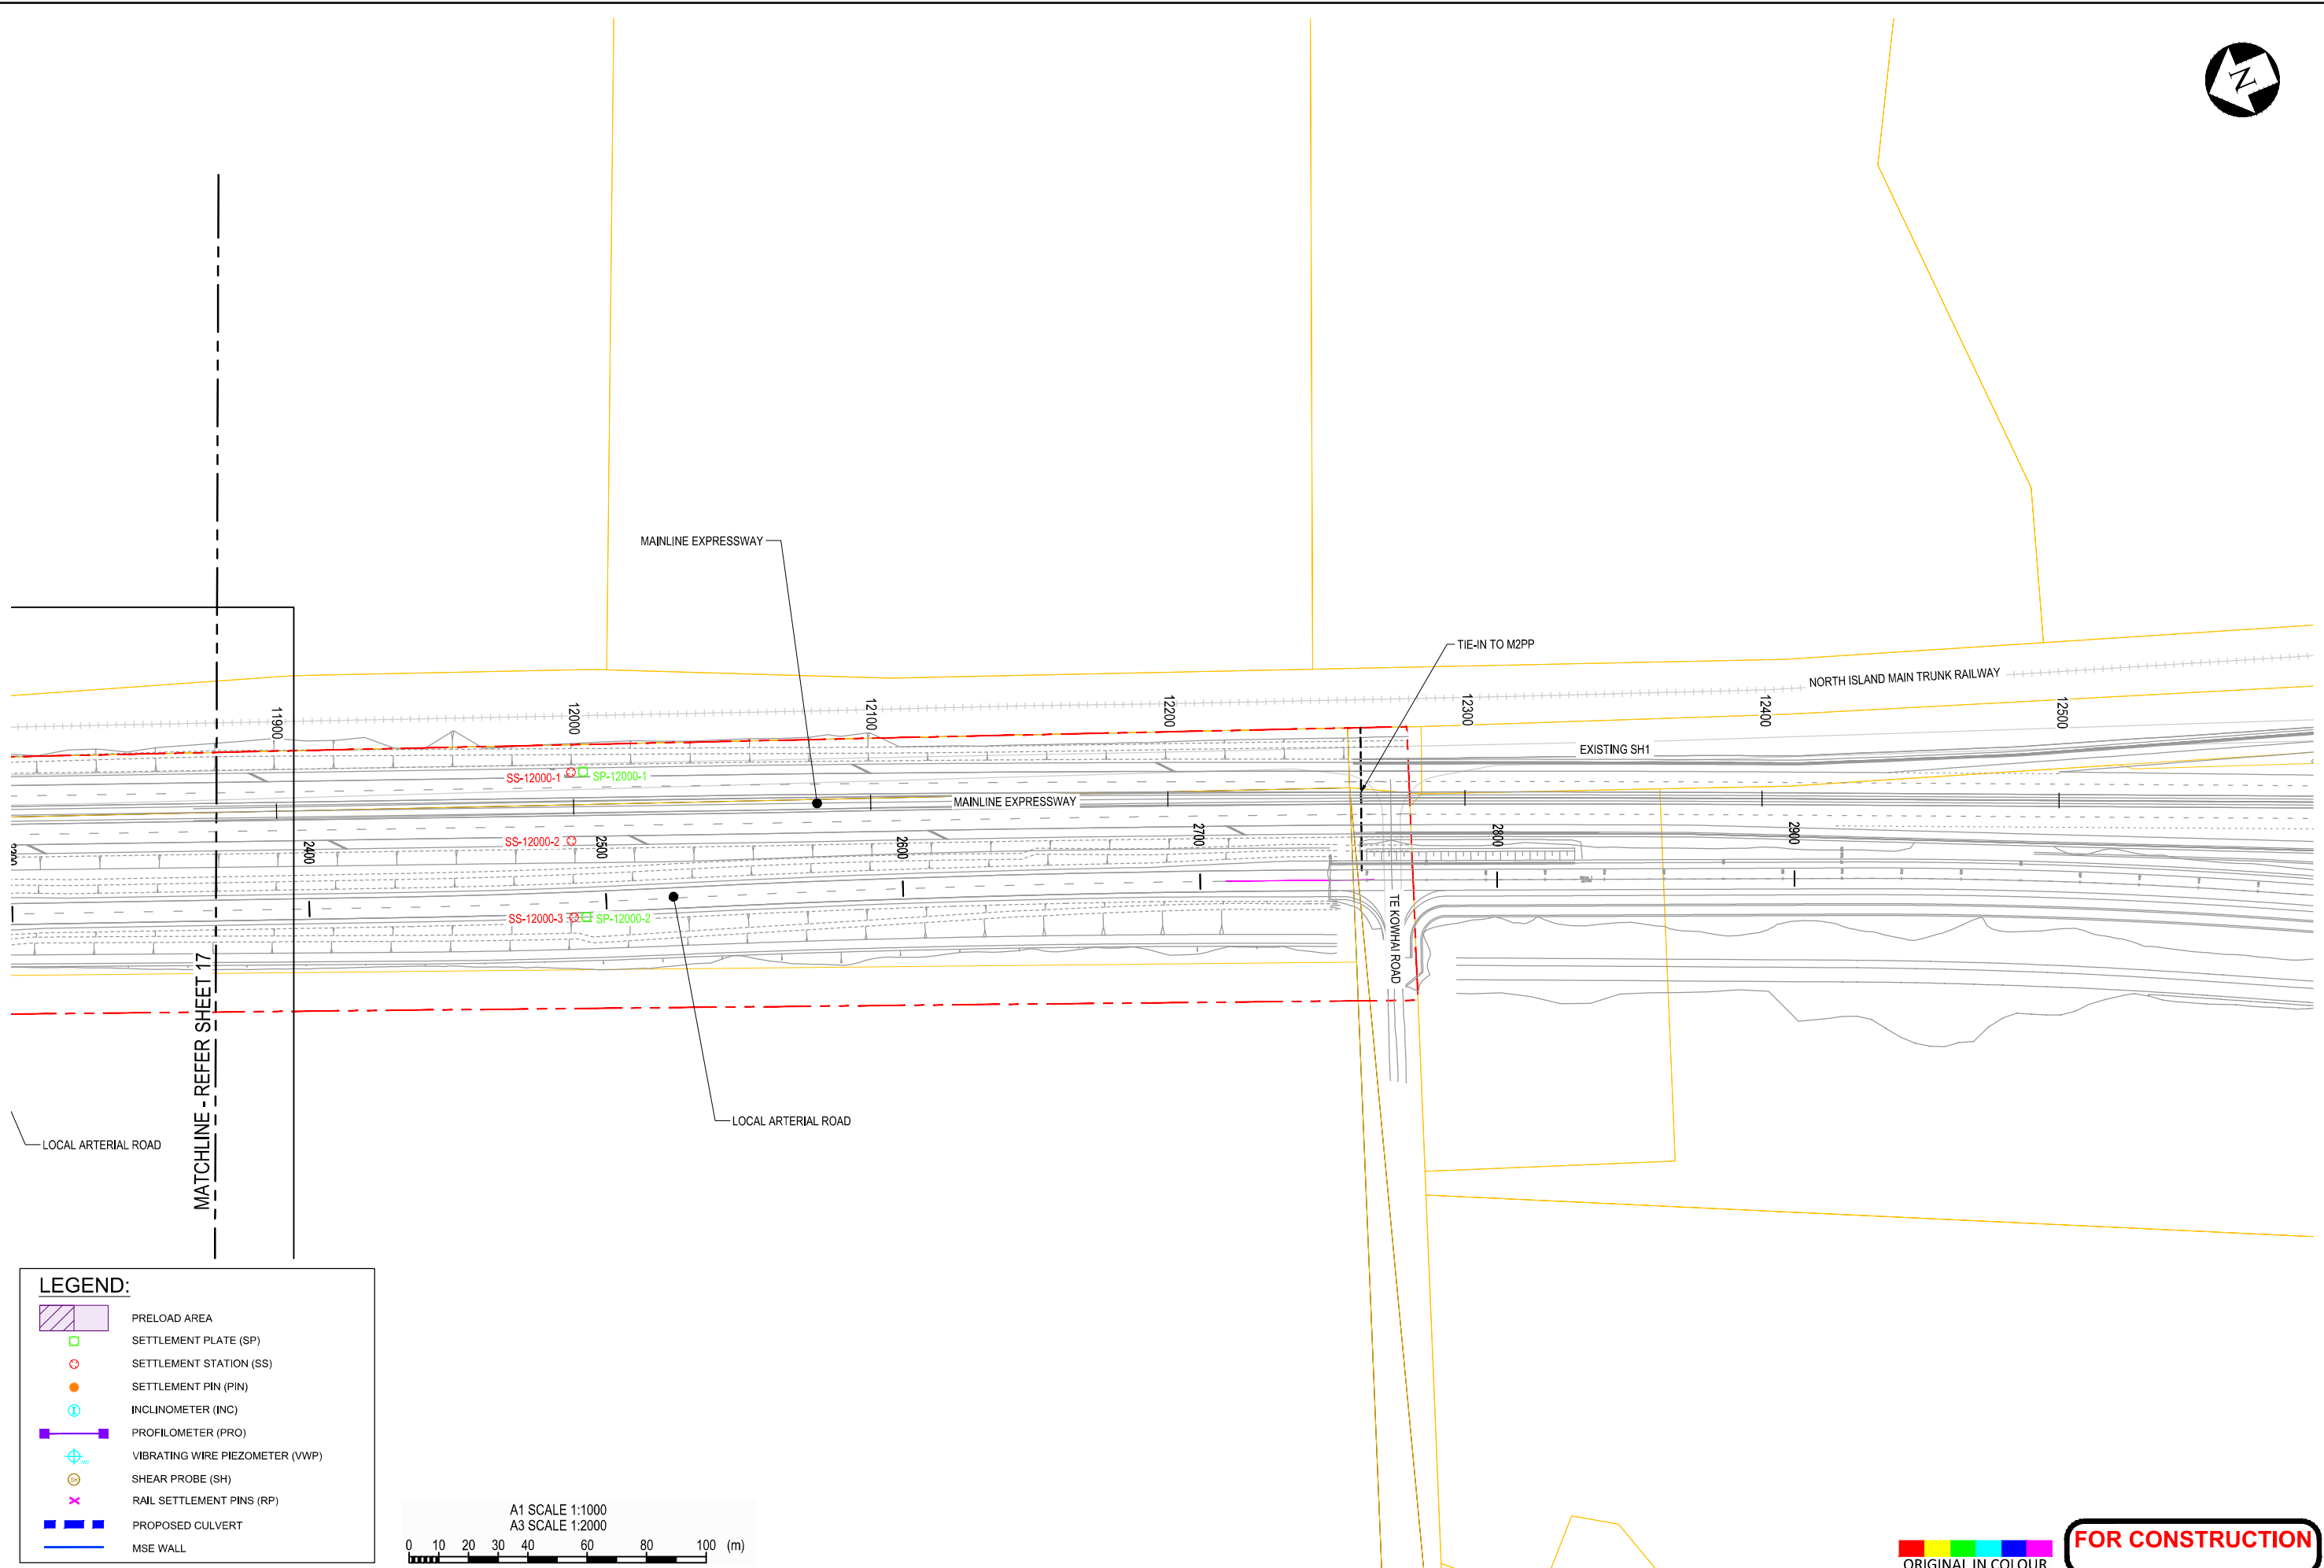 N
MAINLINE EXPRESSWAY
TIE-IN TO M2PP
NORTH ISLAND MAIN TRUNK RAILWAY
11900
12000
12100
12200
12300
12400
12500
EXISTING SH1
SS-12000-1
SP-12000-1
MAINLINE EXPRESSWAY
SS-12000-2
2400
2500
2600
2700
2800
2900
SS-12000-3
SP-12000-2
TE KOWHAI ROAD
MATCHLINE - REFER SHEET 17
LOCAL ARTERIAL ROAD
LOCAL ARTERIAL ROAD
LEGEND:
PRELOAD AREA
SETTLEMENT PLATE (SP)
SETTLEMENT STATION (SS)
SETTLEMENT PIN (PIN)
INCLINOMETER (INC)
PROFILOMETER (PRO)
VIBRATING WIRE PIEZOMETER (VWP)
SHEAR PROBE (SH)
RAIL SETTLEMENT PINS (RP)
PROPOSED CULVERT
MSE WALL
A1 SCALE 1:1000
A3 SCALE 1:2000
0 10 20 30 40 60 80 100 (m)
ORIGINAL IN COLOUR
FOR CONSTRUCTION